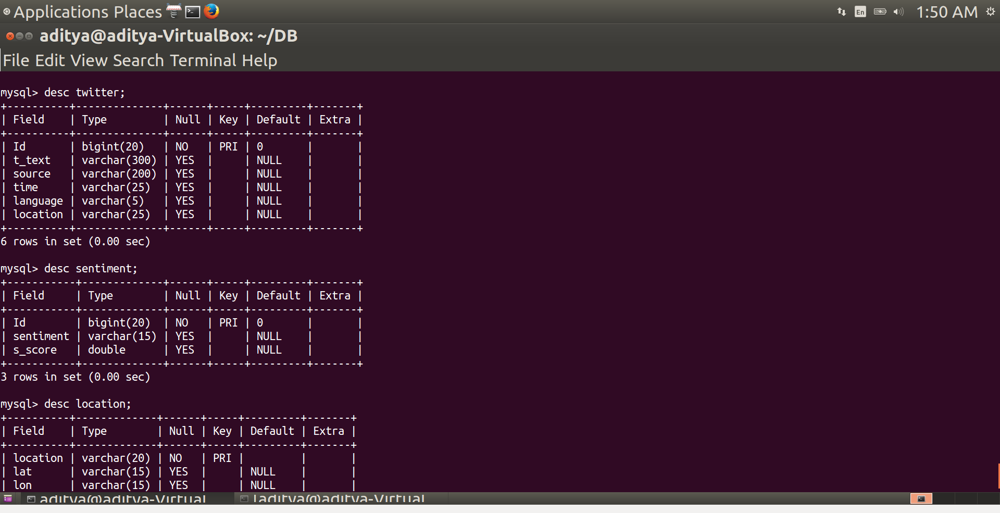 Applications Places En 1:50 AM
aditya@aditya-VirtualBox: ~/DB
File Edit View Search Terminal Help
mysql> desc twitter;
+----------+--------------+------+-----+---------+-------+
| Field    | Type         | Null | Key | Default | Extra |
+----------+--------------+------+-----+---------+-------+
| Id       | bigint(20)   | NO   | PRI | 0       |       |
| t_text   | varchar(300) | YES  |     | NULL    |       |
| source   | varchar(200) | YES  |     | NULL    |       |
| time     | varchar(25)  | YES  |     | NULL    |       |
| language | varchar(5)   | YES  |     | NULL    |       |
| location | varchar(25)  | YES  |     | NULL    |       |
+----------+--------------+------+-----+---------+-------+
6 rows in set (0.00 sec)
mysql> desc sentiment;
+-----------+-------------+------+-----+---------+-------+
| Field     | Type        | Null | Key | Default | Extra |
+-----------+-------------+------+-----+---------+-------+
| Id        | bigint(20)  | NO   | PRI | 0       |       |
| sentiment | varchar(15) | YES  |     | NULL    |       |
| s_score   | double      | YES  |     | NULL    |       |
+-----------+-------------+------+-----+---------+-------+
3 rows in set (0.00 sec)
mysql> desc location;
+----------+-------------+------+-----+---------+-------+
| Field    | Type        | Null | Key | Default | Extra |
+----------+-------------+------+-----+---------+-------+
| location | varchar(20) | NO   | PRI |         |       |
| lat      | varchar(15) | YES  |     | NULL    |       |
| lon      | varchar(15) | YES  |     | NULL    |       |
aditya@aditya-Virtual [aditya@aditya-Virtual